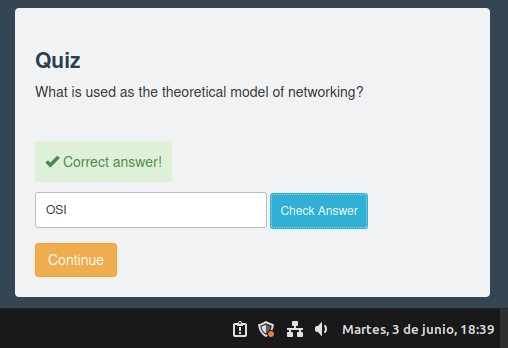 Quiz
What is used as the theoretical model of networking?
Correct answer!
OSI
Check Answer
Continue
Martes, 3 de junio, 18:39